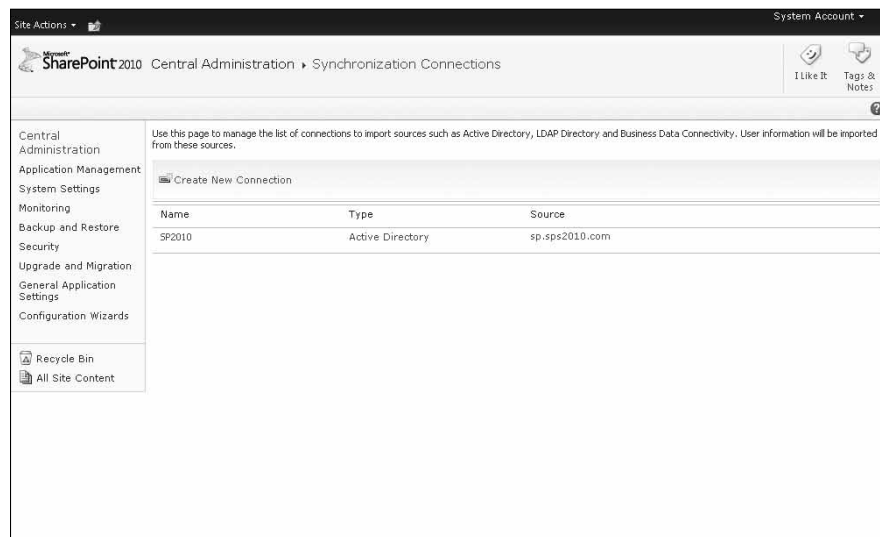 Site Actions
System Account
Microsoft
SharePoint 2010
Central Administration
Synchronization Connections
I Like It
Tags &
Notes
Central
Administration
Application Management
System Settings
Monitoring
Backup and Restore
Security
Upgrade and Migration
General Application
Settings
Configuration Wizards
Recycle Bin
All Site Content
Use this page to manage the list of connections to import sources such as Active Directory, LDAP Directory and Business Data Connectivity. User information will be imported
from these sources.
Create New Connection
Name Type Source
SP2010 Active Directory sp.sps2010.com